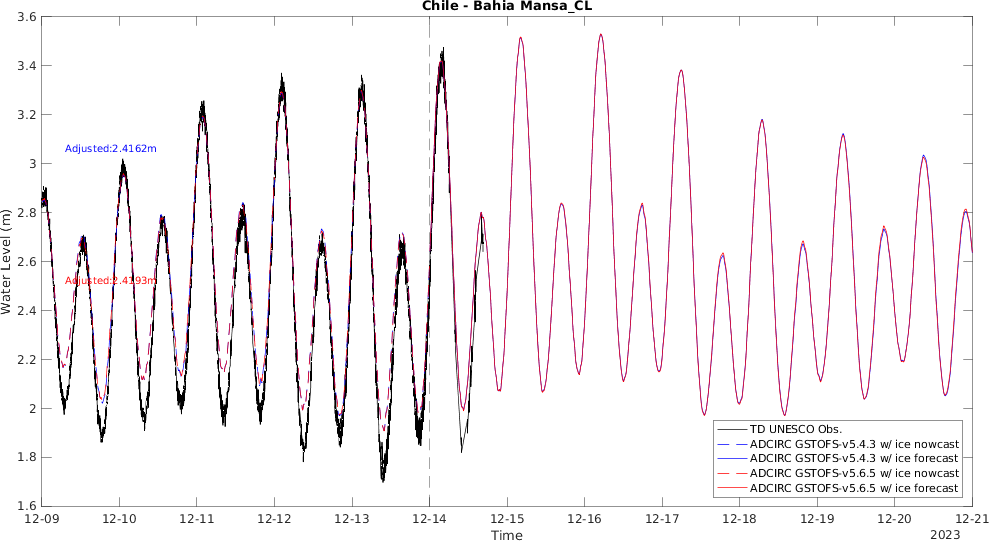 Chile - Bahia Mansa_CL
3.6
3.4
3.2
3
2.8
2.6
2.4
2.2
2
1.8
1.6
Water Level (m)
Adjusted:2.4162m
Adjusted:2.4193m
TD UNESCO Obs.
ADCIRC GSTOFS-v5.4.3 w/ ice nowcast
ADCIRC GSTOFS-v5.4.3 w/ ice forecast
ADCIRC GSTOFS-v5.6.5 w/ ice nowcast
ADCIRC GSTOFS-v5.6.5 w/ ice forecast
12-09 12-10 12-11 12-12 12-13 12-14 12-15 12-16 12-17 12-18 12-19 12-20 12-21
Time
2023